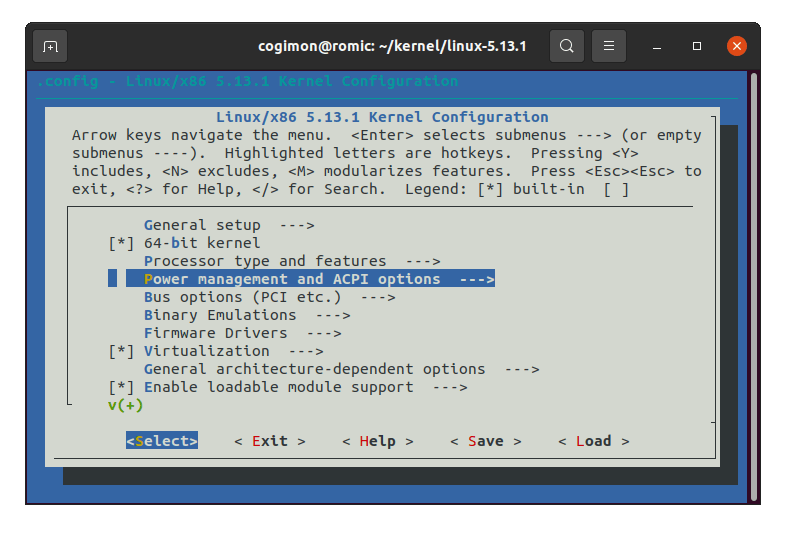 cogimon@romic: ~/kernel/linux-5.13.1
.config - Linux/x86 5.13.1 Kernel Configuration
Linux/x86 5.13.1 Kernel Configuration
Arrow keys navigate the menu.  <Enter> selects submenus ---> (or empty
submenus ----).  Highlighted letters are hotkeys.  Pressing <Y>
includes, <N> excludes, <M> modularizes features.  Press <Esc><Esc> to
exit, <?> for Help, </> for Search.  Legend: [*] built-in  [ ]
General setup  --->
[*] 64-bit kernel
Processor type and features  --->
Power management and ACPI options  --->
Bus options (PCI etc.)  --->
Binary Emulations  --->
Firmware Drivers  --->
[*] Virtualization  --->
General architecture-dependent options  --->
[*] Enable loadable module support  --->
v(+)
<Select>    < Exit >    < Help >    < Save >    < Load >